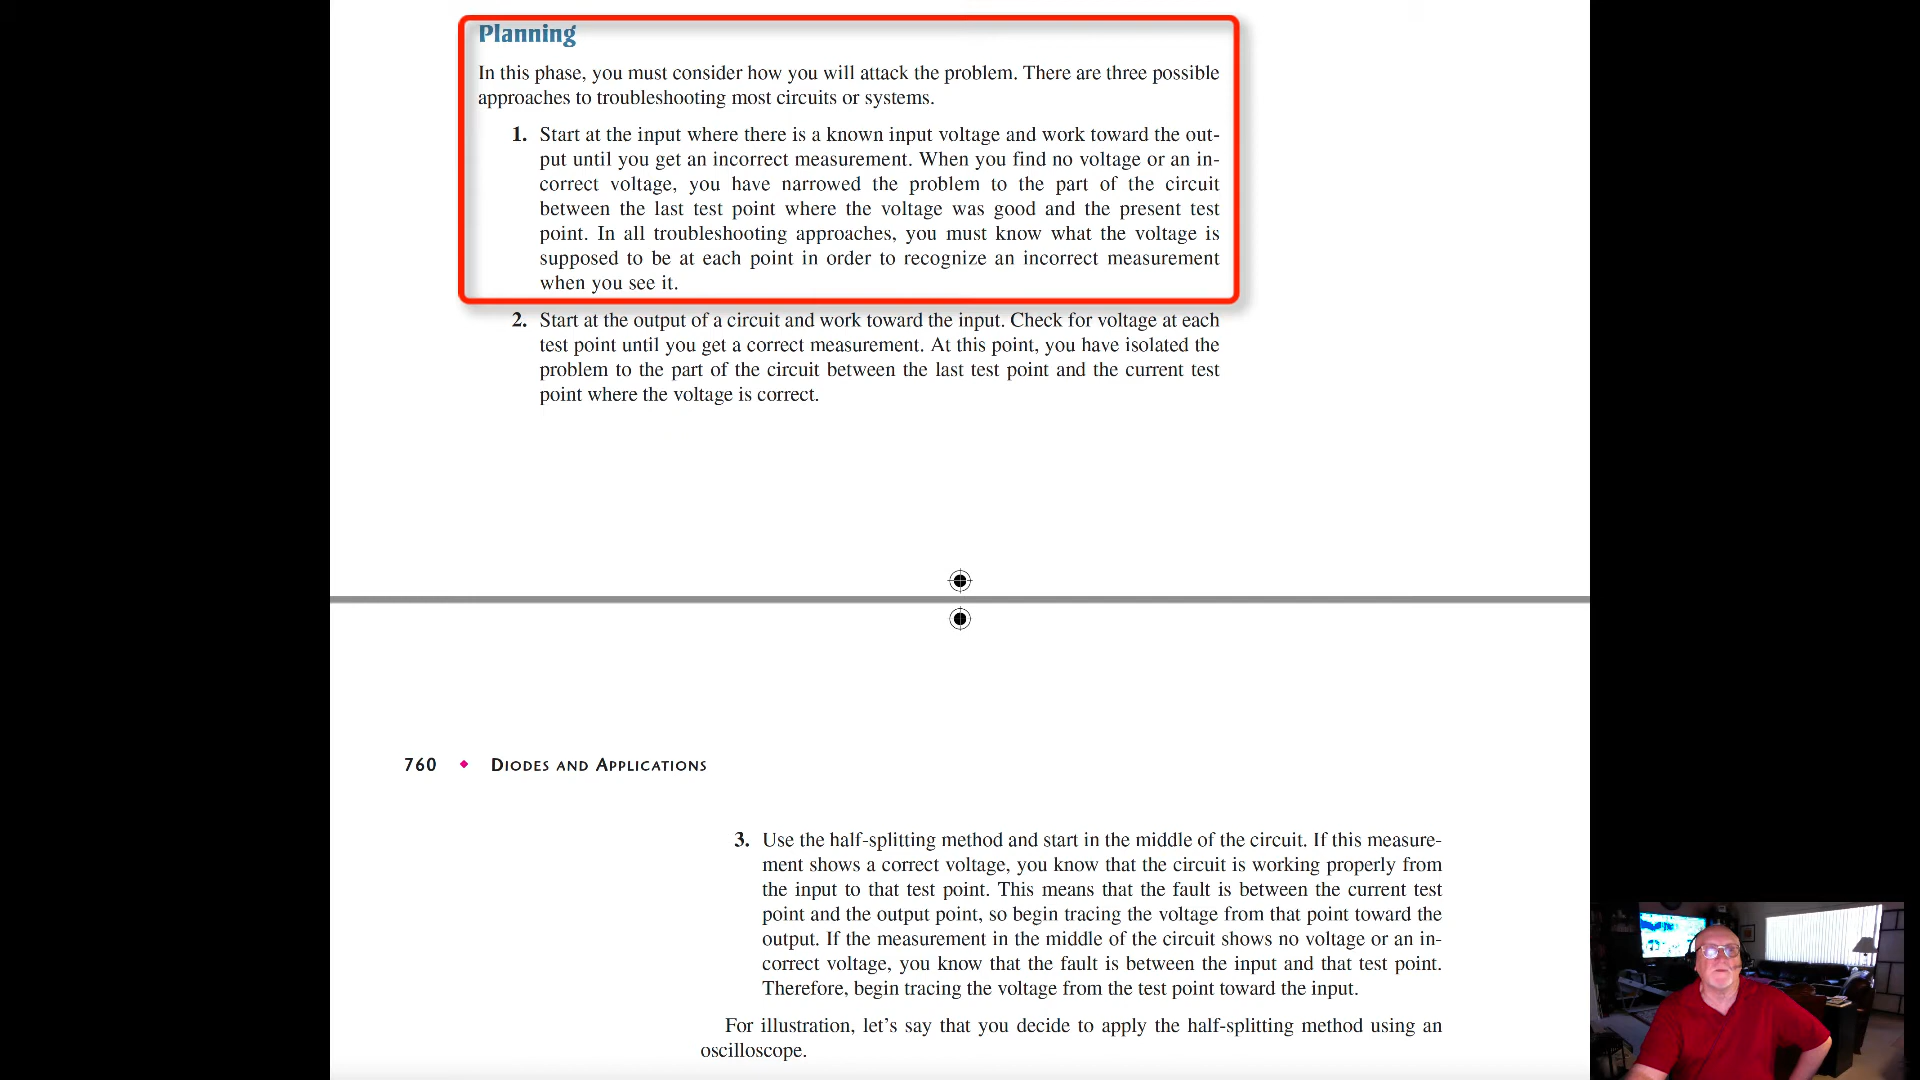 Planning
In this phase, you must consider how you will attack the problem. There are three possible
approaches to troubleshooting most circuits or systems.
1. Start at the input where there is a known input voltage and work toward the out-
put until you get an incorrect measurement. When you find no voltage or an in-
correct voltage, you have narrowed the problem to the part of the circuit
between the last test point where the voltage was good and the present test
point. In all troubleshooting approaches, you must know what the voltage is
supposed to be at each point in order to recognize an incorrect measurement
when you see it.
2. Start at the output of a circuit and work toward the input. Check for voltage at each
test point until you get a correct measurement. At this point, you have isolated the
problem to the part of the circuit between the last test point and the current test
point where the voltage is correct.
760 ◆ DIODES AND APPLICATIONS
3. Use the half-splitting method and start in the middle of the circuit. If this measure-
ment shows a correct voltage, you know that the circuit is working properly from
the input to that test point. This means that the fault is between the current test
point and the output point, so begin tracing the voltage from that point toward the
output. If the measurement in the middle of the circuit shows no voltage or an in-
correct voltage, you know that the fault is between the input and that test point.
Therefore, begin tracing the voltage from the test point toward the input.
For illustration, let's say that you decide to apply the half-splitting method using an
oscilloscope.